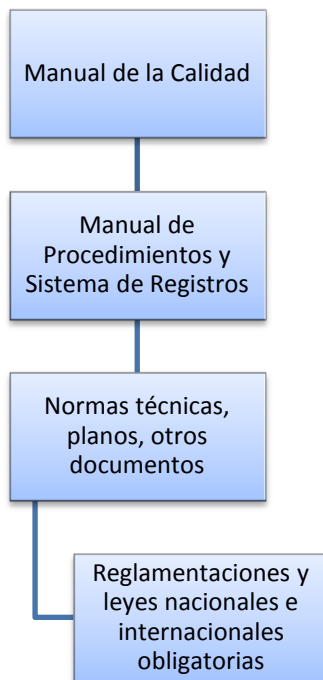 Manual de la Calidad
Manual de
Procedimientos y
Sistema de Registros
Normas técnicas,
planos, otros
documentos
Reglamentaciones y
leyes nacionales e
internacionales
obligatorias